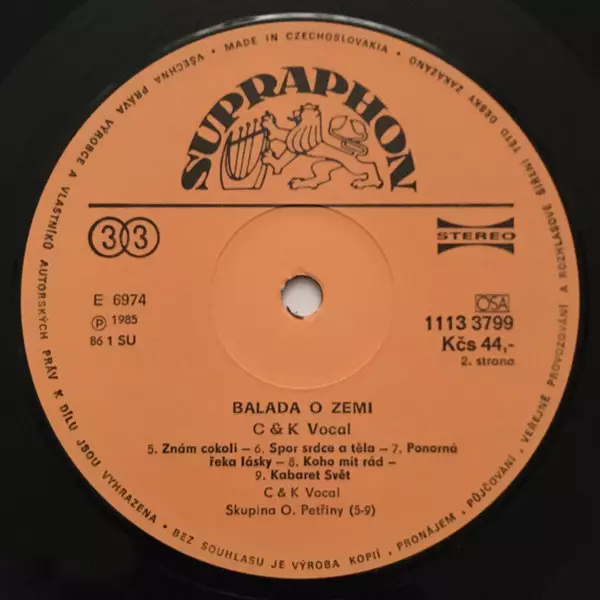 VŠECHNA PRÁVA VÝROBCE A VLASTNÍKŮ AUTORSKÝCH PRÁV K DÍLU JSOU VYHRAZENA • BEZ SOUHLASU JE VÝROBA KOPIÍ, PRONÁJEM, PŮJČOVÁNÍ, VEŘEJNÉ PROVOZOVÁNÍ A ROZHLASOVÉ ŠÍŘENÍ TÉTO DESKY ZAKÁZÁNO
• MADE IN CZECHOSLOVAKIA •
SUPRAPHON
33
STEREO
E 6974
Ⓟ 1985
86 1 SU
OSA
1113 3799
Kčs 44,-
2. strana
BALADA O ZEMI
C & K Vocal
5. Znám cokoli – 6. Spor srdce a těla – 7. Ponorná
řeka lásky – 8. Koho mít rád –
9. Kabaret Svět
C & K Vocal
Skupina O. Petřiny (5-9)